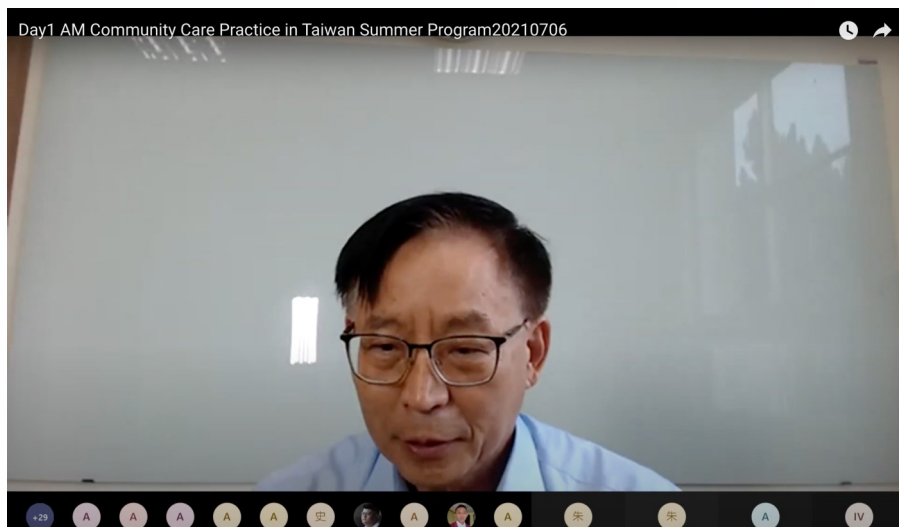 Day1 AM Community Care Practice in Taiwan Summer Program20210706
+29 A A A A A 史 A A 朱 朱 A IV